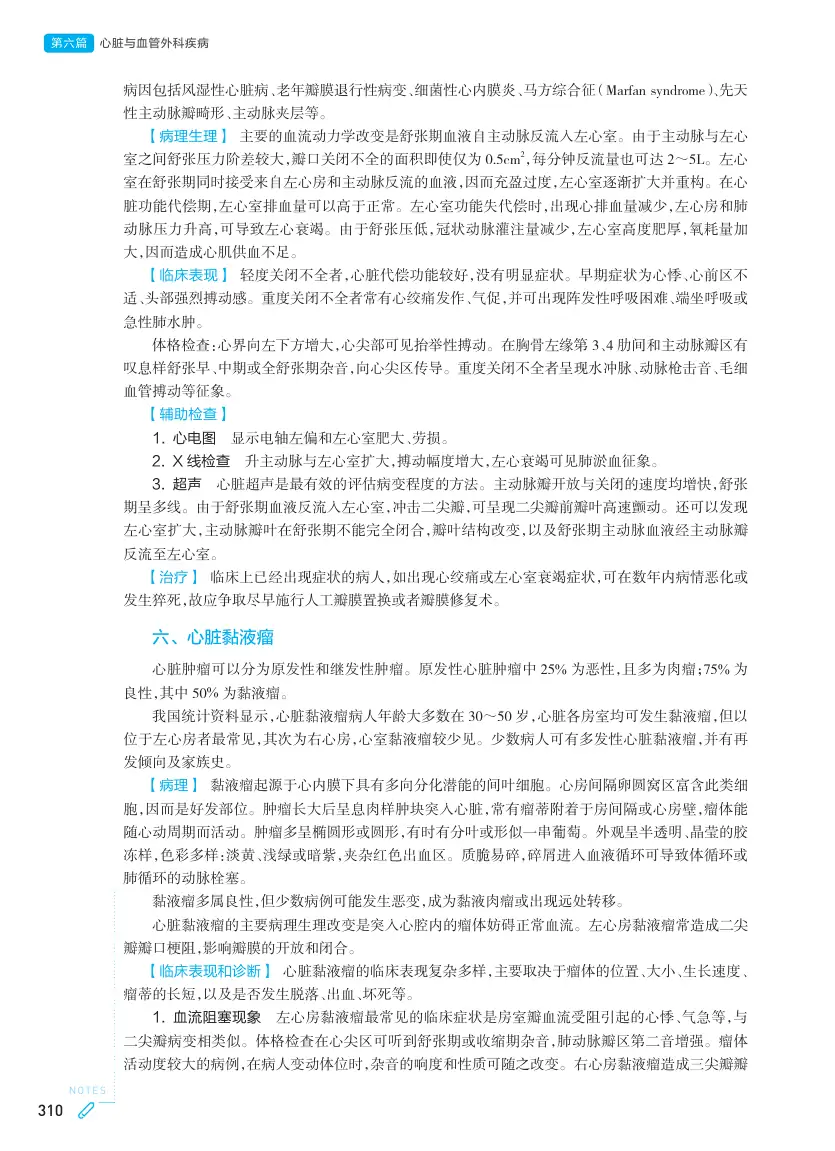 第六篇 心脏与血管外科疾病
病因包括风湿性心脏病、老年瓣膜退行性病变、细菌性心内膜炎、马方综合征(Marfan syndrome)、先天
性主动脉瓣畸形、主动脉夹层等。
【病理生理】 主要的血流动力学改变是舒张期血液自主动脉反流入左心室。由于主动脉与左心
室之间舒张压力阶差较大,瓣口关闭不全的面积即使仅为 0.5cm²,每分钟反流量也可达 2～5L。左心
室在舒张期同时接受来自左心房和主动脉反流的血液,因而充盈过度,左心室逐渐扩大并重构。在心
脏功能代偿期,左心室排血量可以高于正常。左心室功能失代偿时,出现心排血量减少,左心房和肺
动脉压力升高,可导致左心衰竭。由于舒张压低,冠状动脉灌注量减少,左心室高度肥厚,氧耗量加
大,因而造成心肌供血不足。
【临床表现】 轻度关闭不全者,心脏代偿功能较好,没有明显症状。早期症状为心悸、心前区不
适、头部强烈搏动感。重度关闭不全者常有心绞痛发作、气促,并可出现阵发性呼吸困难、端坐呼吸或
急性肺水肿。
体格检查:心界向左下方增大,心尖部可见抬举性搏动。在胸骨左缘第 3、4 肋间和主动脉瓣区有
叹息样舒张早、中期或全舒张期杂音,向心尖区传导。重度关闭不全者呈现水冲脉、动脉枪击音、毛细
血管搏动等征象。
【辅助检查】
1. 心电图 显示电轴左偏和左心室肥大、劳损。
2. X 线检查 升主动脉与左心室扩大,搏动幅度增大,左心衰竭可见肺淤血征象。
3. 超声 心脏超声是最有效的评估病变程度的方法。主动脉瓣开放与关闭的速度均增快,舒张
期呈多线。由于舒张期血液反流入左心室,冲击二尖瓣,可呈现二尖瓣前瓣叶高速颤动。还可以发现
左心室扩大,主动脉瓣叶在舒张期不能完全闭合,瓣叶结构改变,以及舒张期主动脉血液经主动脉瓣
反流至左心室。
【治疗】 临床上已经出现症状的病人,如出现心绞痛或左心室衰竭症状,可在数年内病情恶化或
发生猝死,故应争取尽早施行人工瓣膜置换或者瓣膜修复术。
六、心脏黏液瘤
心脏肿瘤可以分为原发性和继发性肿瘤。原发性心脏肿瘤中 25% 为恶性,且多为肉瘤;75% 为
良性,其中 50% 为黏液瘤。
我国统计资料显示,心脏黏液瘤病人年龄大多数在 30～50 岁,心脏各房室均可发生黏液瘤,但以
位于左心房者最常见,其次为右心房,心室黏液瘤较少见。少数病人可有多发性心脏黏液瘤,并有再
发倾向及家族史。
【病理】 黏液瘤起源于心内膜下具有多向分化潜能的间叶细胞。心房间隔卵圆窝区富含此类细
胞,因而是好发部位。肿瘤长大后呈息肉样肿块突入心脏,常有瘤蒂附着于房间隔或心房壁,瘤体能
随心动周期而活动。肿瘤多呈椭圆形或圆形,有时有分叶或形似一串葡萄。外观呈半透明、晶莹的胶
冻样,色彩多样:淡黄、浅绿或暗紫,夹杂红色出血区。质脆易碎,碎屑进入血液循环可导致体循环或
肺循环的动脉栓塞。
黏液瘤多属良性,但少数病例可能发生恶变,成为黏液肉瘤或出现远处转移。
心脏黏液瘤的主要病理生理改变是突入心腔内的瘤体妨碍正常血流。左心房黏液瘤常造成二尖
瓣瓣口梗阻,影响瓣膜的开放和闭合。
【临床表现和诊断】 心脏黏液瘤的临床表现复杂多样,主要取决于瘤体的位置、大小、生长速度、
瘤蒂的长短,以及是否发生脱落、出血、坏死等。
1. 血流阻塞现象 左心房黏液瘤最常见的临床症状是房室瓣血流受阻引起的心悸、气急等,与
二尖瓣病变相类似。体格检查在心尖区可听到舒张期或收缩期杂音,肺动脉瓣区第二音增强。瘤体
活动度较大的病例,在病人变动体位时,杂音的响度和性质可随之改变。右心房黏液瘤造成三尖瓣瓣
NOTES
310